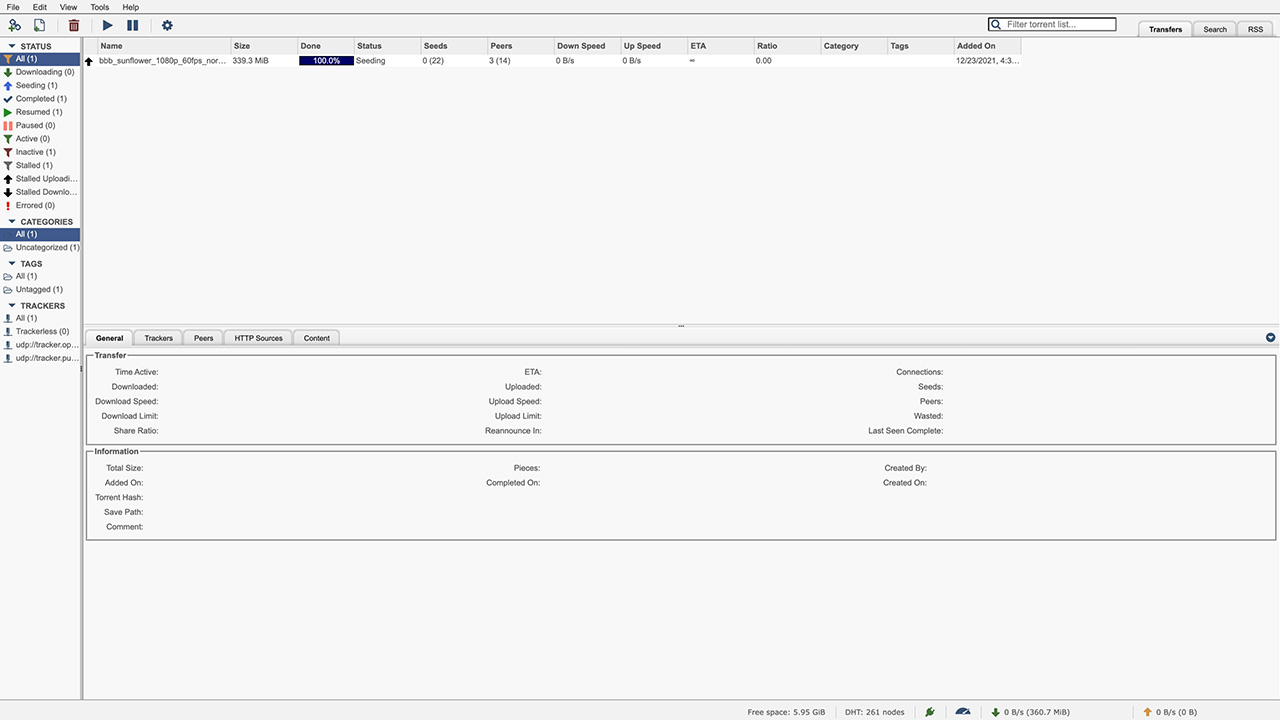 File Edit View Tools Help
Filter torrent list...
Transfers Search RSS
STATUS
All (1)
Downloading (0)
Seeding (1)
Completed (1)
Resumed (1)
Paused (0)
Active (0)
Inactive (1)
Stalled (1)
Stalled Uploadi...
Stalled Downlo...
Errored (0)
CATEGORIES
All (1)
Uncategorized (1)
TAGS
All (1)
Untagged (1)
TRACKERS
All (1)
Trackerless (0)
udp://tracker.op...
udp://tracker.pu...
Name Size Done Status Seeds Peers Down Speed Up Speed ETA Ratio Category Tags Added On
bbb_sunflower_1080p_60fps_nor... 339.3 MiB 100.0% Seeding 0 (22) 3 (14) 0 B/s 0 B/s ∞ 0.00 12/23/2021, 4:3...
General Trackers Peers HTTP Sources Content
Transfer
Time Active: ETA: Connections:
Downloaded: Uploaded: Seeds:
Download Speed: Upload Speed: Peers:
Download Limit: Upload Limit: Wasted:
Share Ratio: Reannounce In: Last Seen Complete:
Information
Total Size: Pieces: Created By:
Added On: Completed On: Created On:
Torrent Hash:
Save Path:
Comment:
Free space: 5.95 GiB DHT: 261 nodes 0 B/s (360.7 MiB) 0 B/s (0 B)